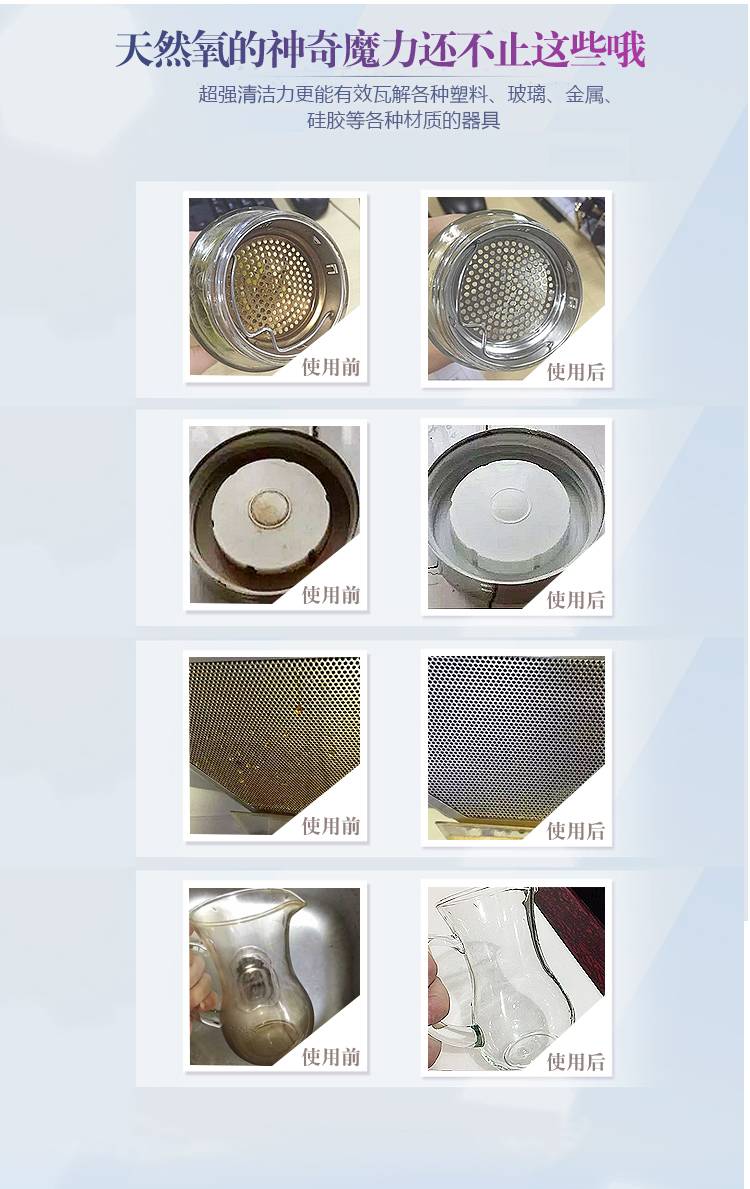 天然氧的神奇魔力还不止这些哦
超强清洁力更能有效瓦解各种塑料、玻璃、金属、
硅胶等各种材质的器具
使用前
使用后
使用前
使用后
使用前
使用后
使用前
使用后